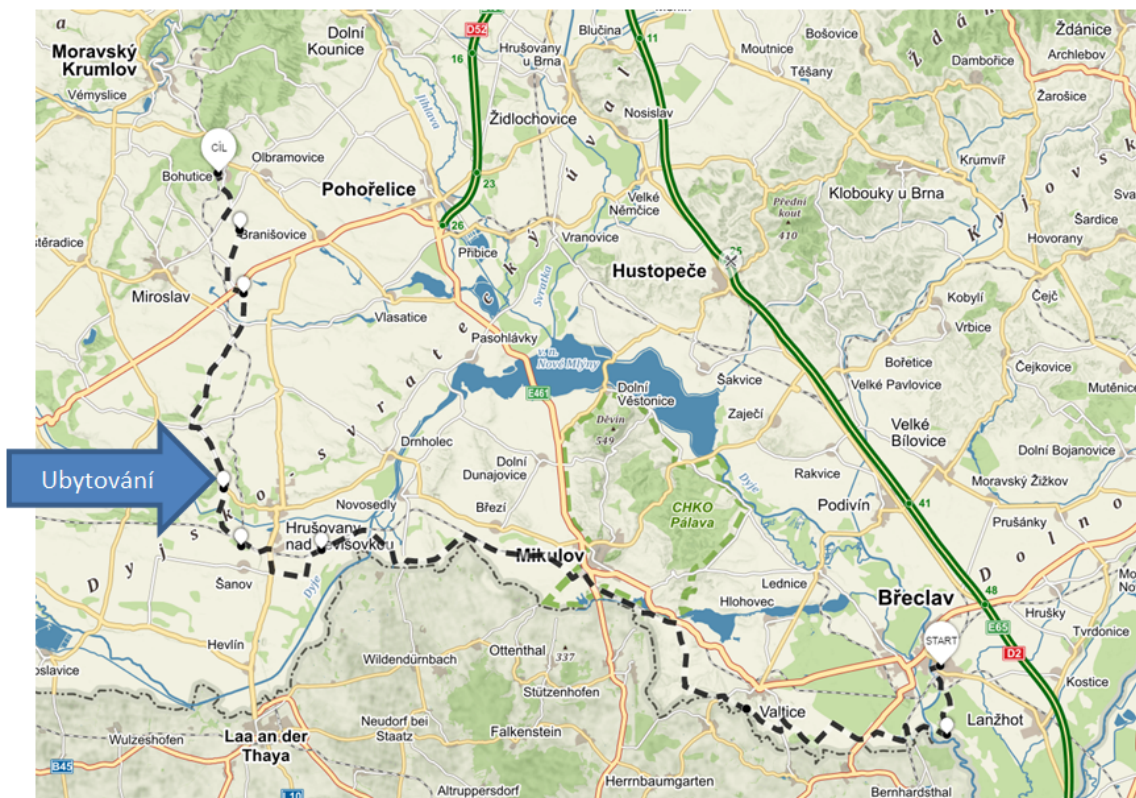 Moravský
Krumlov
Vémyslice
Dolní
Kounice
D52
16
Hrušovany
u Brna
Blučina
11
Moutnice
Těšany
Bošovice
Dambořice
Ždánice
Archlebov
Žarošice
Jihlava
Židlochovice
Nosislav
CÍL
Olbramovice
Bohutice
Pohořelice
23
26
Velké
Němčice
Krumvíř
Klobouky u Brna
Přední
kout
410
Šardice
Hovorany
Branišovice
Přibice
Vranovice
Svratka
Hustopeče
Miroslav
Vlasatice
Pasohlávky
v. n.
Nové Mlýny
Kobylí
Čejč
Vrbice
Bořetice
Čejkovice
Mutěnice
E461
Dolní
Věstonice
Šakvice
Velké Pavlovice
Zaječí
Děvín
549
Velké
Bílovice
Drnholec
Dolní
Dunajovice
Dolní Bojanovice
Rakvice
Moravský Žižkov
Ubytování
Novosedly
Březí
CHKO
Pálava
Dyje
Podivín
41
Prušánky
Hrušovany
nad Jevišovkou
Mikulov
Dyjskosvratecký úval
Šanov
Dyje
Lednice
Hlohovec
Břeclav
48
Hrušky
E65
Tvrdonice
D2
START
Hevlín
Wildendürnbach
Ottenthal
337
Stützenhofen
Kostice
Valtice
Lanžhot
Wulzeshofen
Laa an der
Thaya
Neudorf bei
Staatz
Falkenstein
B45
L10
Altruppersdorf
Herrnbaumgarten
Bernhardsthal